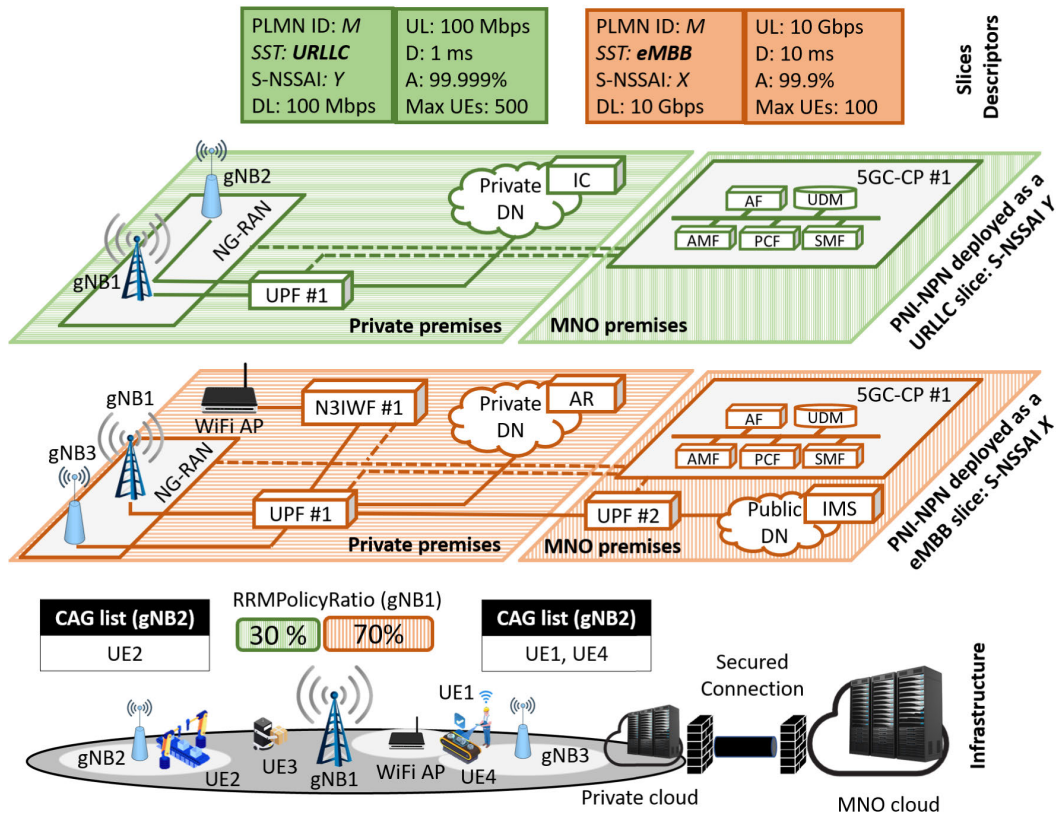 PLMN ID: M
SST: URLLC
S-NSSAI: Y
DL: 100 Mbps
UL: 100 Mbps
D: 1 ms
A: 99.999%
Max UEs: 500
PLMN ID: M
SST: eMBB
S-NSSAI: X
DL: 10 Gbps
UL: 10 Gbps
D: 10 ms
A: 99.9%
Max UEs: 100
Slices
Descriptors
gNB2
NG-RAN
gNB1
UPF #1
Private
DN
IC
Private premises
MNO premises
5GC-CP #1
AF
UDM
AMF
PCF
SMF
PNI-NPN deployed as a
URLLC slice: S-NSSAI Y
gNB1
gNB3
NG-RAN
WiFi AP
N3IWF #1
UPF #1
Private
DN
AR
Private premises
MNO premises
5GC-CP #1
AF
UDM
AMF
PCF
SMF
UPF #2
Public
DN
IMS
PNI-NPN deployed as a
eMBB slice: S-NSSAI X
CAG list (gNB2)
UE2
RRMPolicyRatio (gNB1)
30 %
70%
CAG list (gNB2)
UE1, UE4
gNB2
UE2
UE3
gNB1
WiFi AP
UE1
UE4
gNB3
Private cloud
Secured
Connection
MNO cloud
Infrastructure